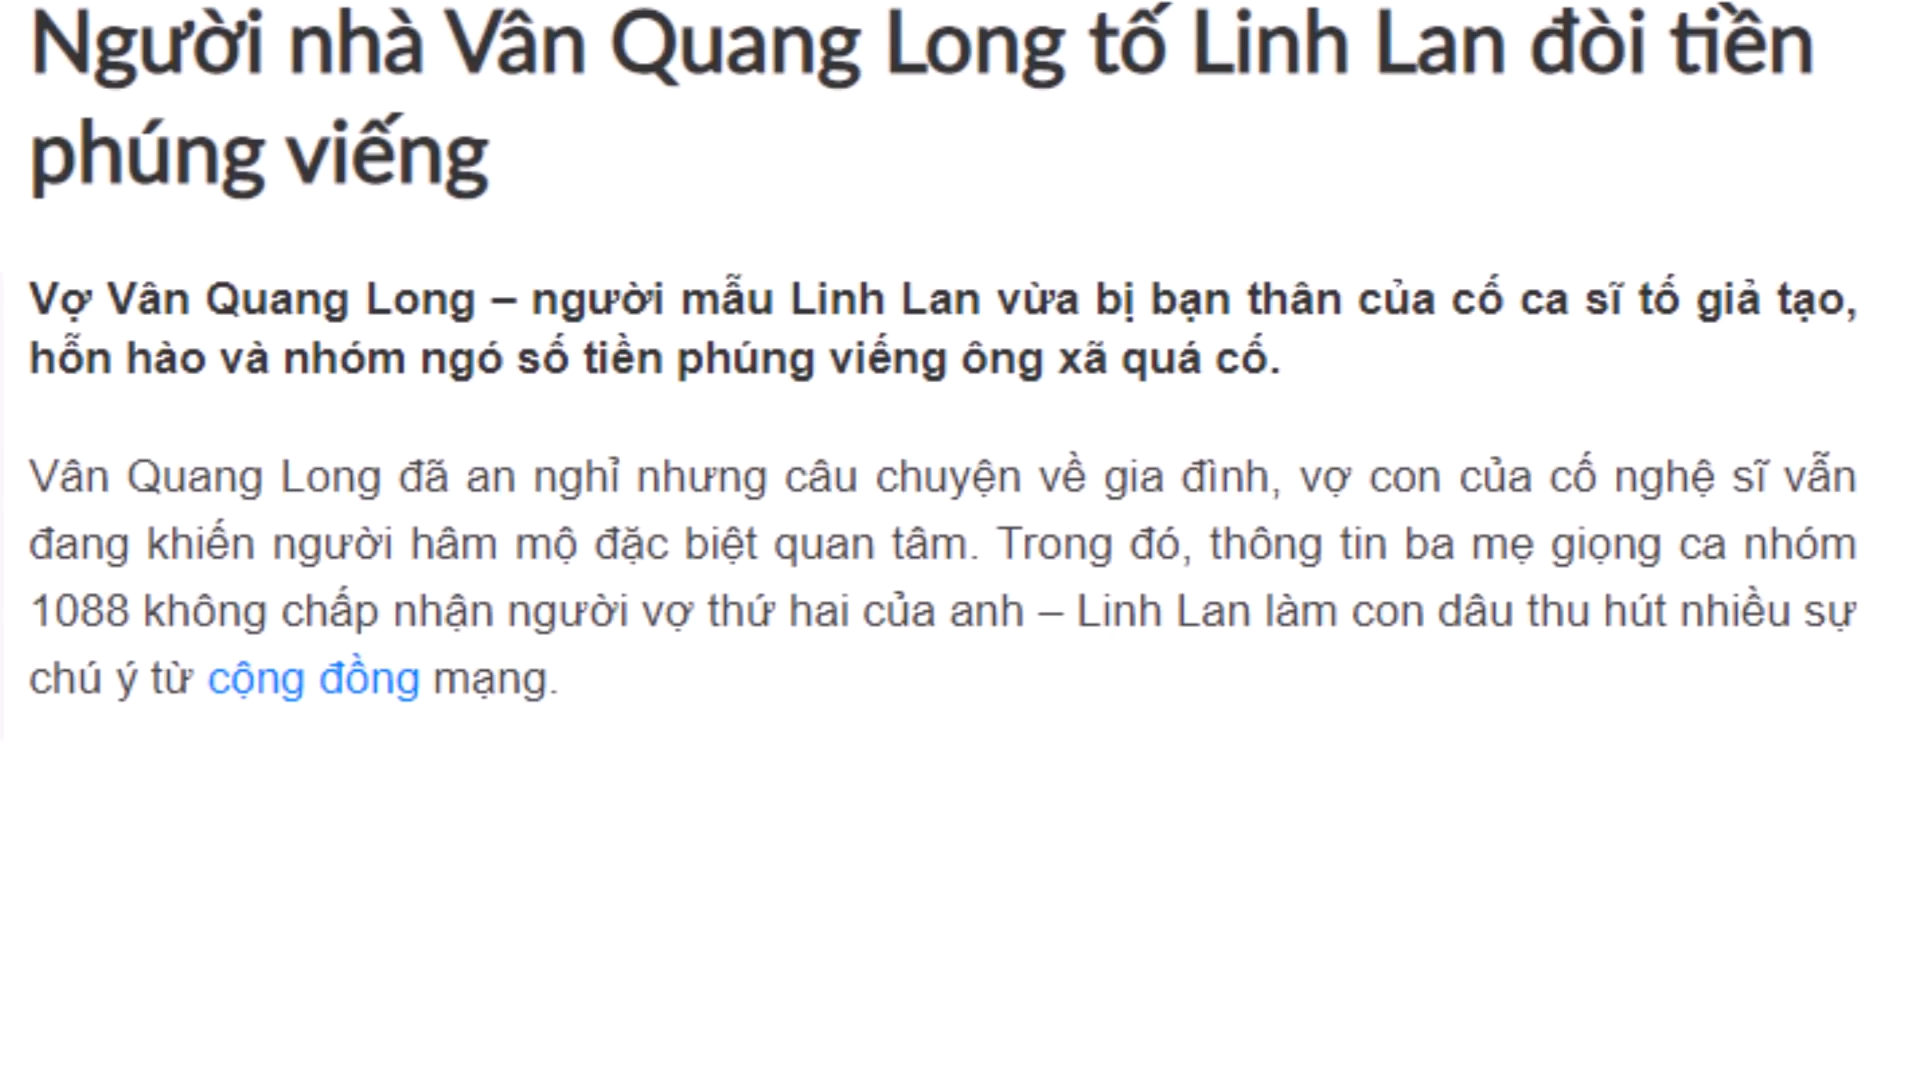 Người nhà Vân Quang Long tố Linh Lan đòi tiền
phúng viếng
Vợ Vân Quang Long – người mẫu Linh Lan vừa bị bạn thân của cố ca sĩ tố giả tạo,
hỗn hào và nhóm ngó số tiền phúng viếng ông xã quá cố.
Vân Quang Long đã an nghỉ nhưng câu chuyện về gia đình, vợ con của cố nghệ sĩ vẫn
đang khiến người hâm mộ đặc biệt quan tâm. Trong đó, thông tin ba mẹ giọng ca nhóm
1088 không chấp nhận người vợ thứ hai của anh – Linh Lan làm con dâu thu hút nhiều sự
chú ý từ cộng đồng mạng.